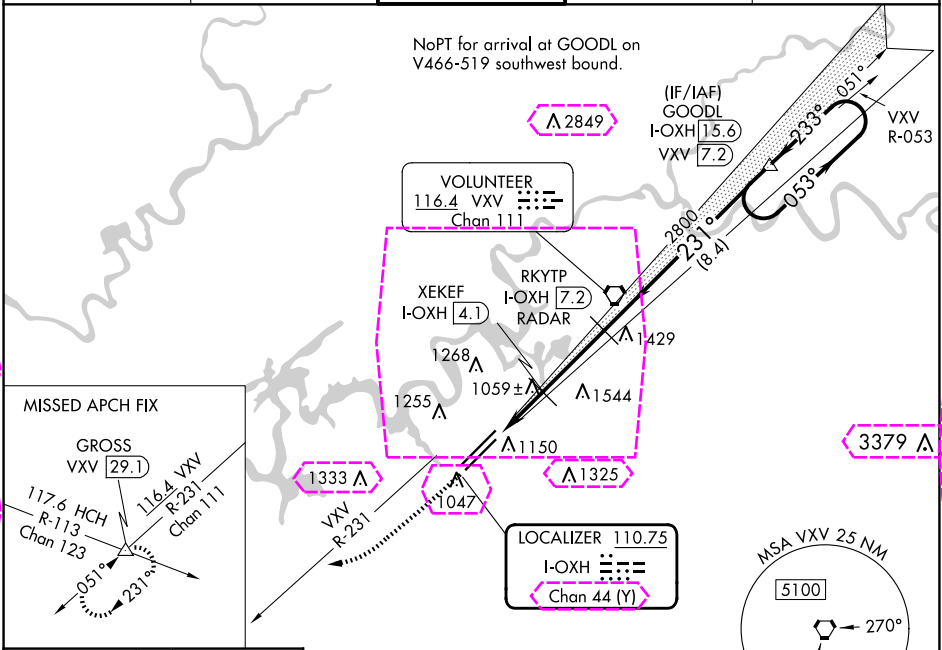 NoPT for arrival at GOODL on
V466-519 southwest bound.
(IF/IAF)
GOODL
I-OXH 15.6
VXV 7.2
051°
233°
053°
VXV
R-053
2849
VOLUNTEER
116.4 VXV
Chan 111
2800
231°
(8.4)
RKYTP
I-OXH 7.2
RADAR
XEKEF
I-OXH 4.1
1429
1268
1059±
1544
1255
1150
3379
1333
1325
1047
VXV
R-231
MISSED APCH FIX
GROSS
VXV 29.1
117.6 HCH
R-113
Chan 123
116.4 VXV
R-231
Chan 111
051°
231°
LOCALIZER 110.75
I-OXH
Chan 44 (Y)
MSA VXV 25 NM
5100
270°